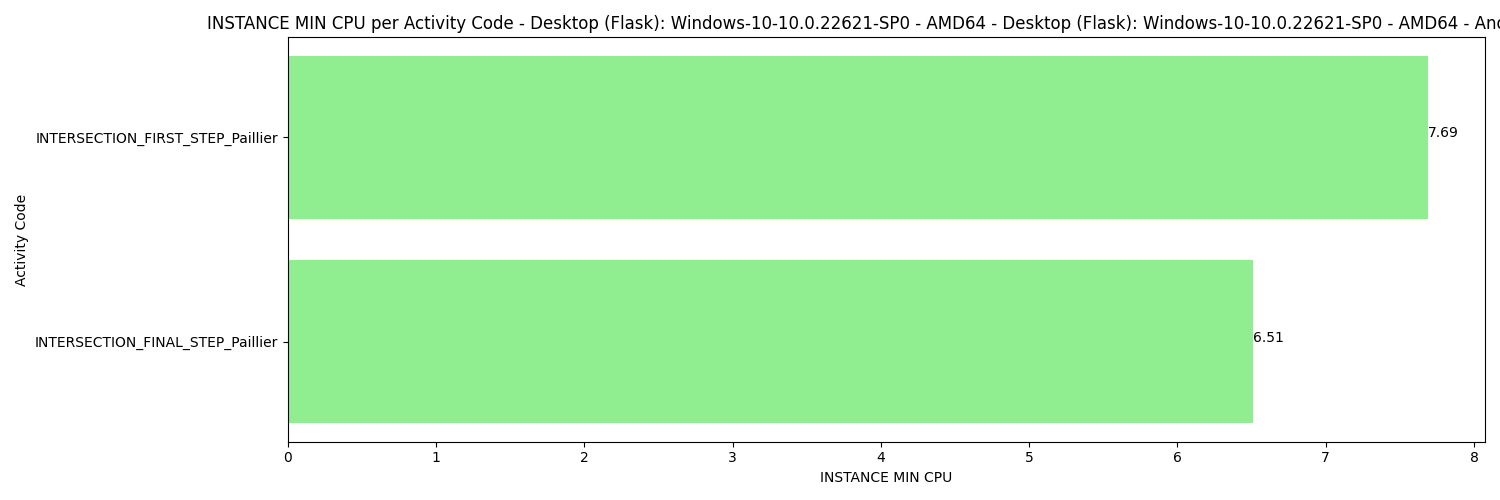 INSTANCE MIN CPU per Activity Code - Desktop (Flask): Windows-10-10.0.22621-SP0 - AMD64 - Desktop (Flask): Windows-10-10.0.22621-SP0 - AMD64 -
INTERSECTION_FIRST_STEP_Paillier
7.69
Activity Code
INTERSECTION_FINAL_STEP_Paillier
6.51
0 1 2 3 4 5 6 7 8
INSTANCE MIN CPU